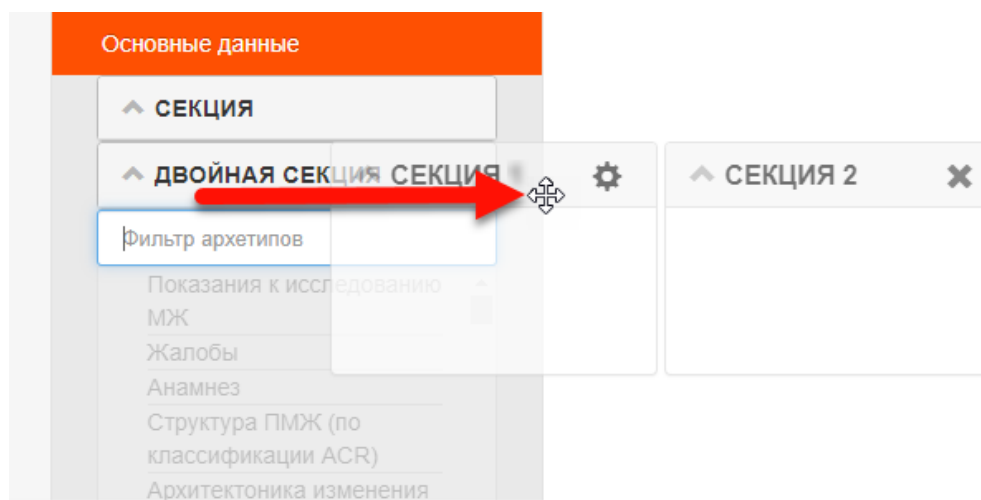 Основные данные
СЕКЦИЯ
ДВОЙНАЯ СЕКЦИЯ СЕКЦИЯ
СЕКЦИЯ 2
Фильтр архетипов
Показания к исследованию
МЖ
Жалобы
Анамнез
Структура ПМЖ (по
классификации ACR)
Архитектоника изменения